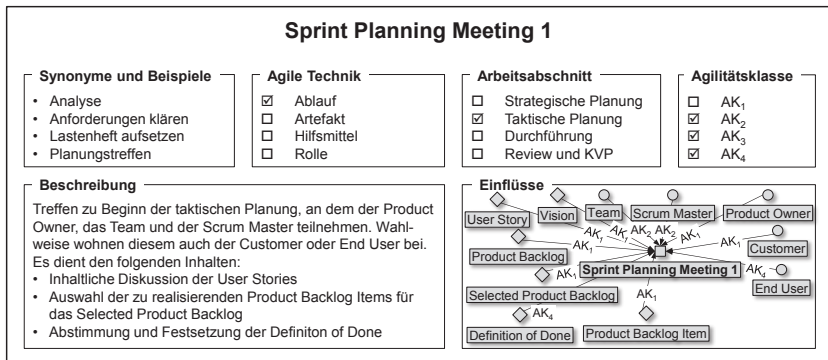 Sprint Planning Meeting 1
Synonyme und Beispiele
• Analyse
• Anforderungen klären
• Lastenheft aufsetzen
• Planungstreffen
Agile Technik
☑ Ablauf
☐ Artefakt
☐ Hilfsmittel
☐ Rolle
Arbeitsabschnitt
☐ Strategische Planung
☑ Taktische Planung
☐ Durchführung
☐ Review und KVP
Agilitätsklasse
☐ AK₁
☑ AK₂
☑ AK₃
☑ AK₄
Beschreibung
Treffen zu Beginn der taktischen Planung, an dem der Product
Owner, das Team und der Scrum Master teilnehmen. Wahl-
weise wohnen diesem auch der Customer oder End User bei.
Es dient den folgenden Inhalten:
• Inhaltliche Diskussion der User Stories
• Auswahl der zu realisierenden Product Backlog Items für
das Selected Product Backlog
• Abstimmung und Festsetzung der Definiton of Done
Einflüsse
User Story
Vision
Team
Scrum Master
Product Owner
AK₁
AK₁
AK₂
AK₂
AK₁
Product Backlog
AK₁
AK₁
Customer
Sprint Planning Meeting 1
AK₁
AK₄
End User
Selected Product Backlog
AK₁
AK₄
Definition of Done
Product Backlog Item